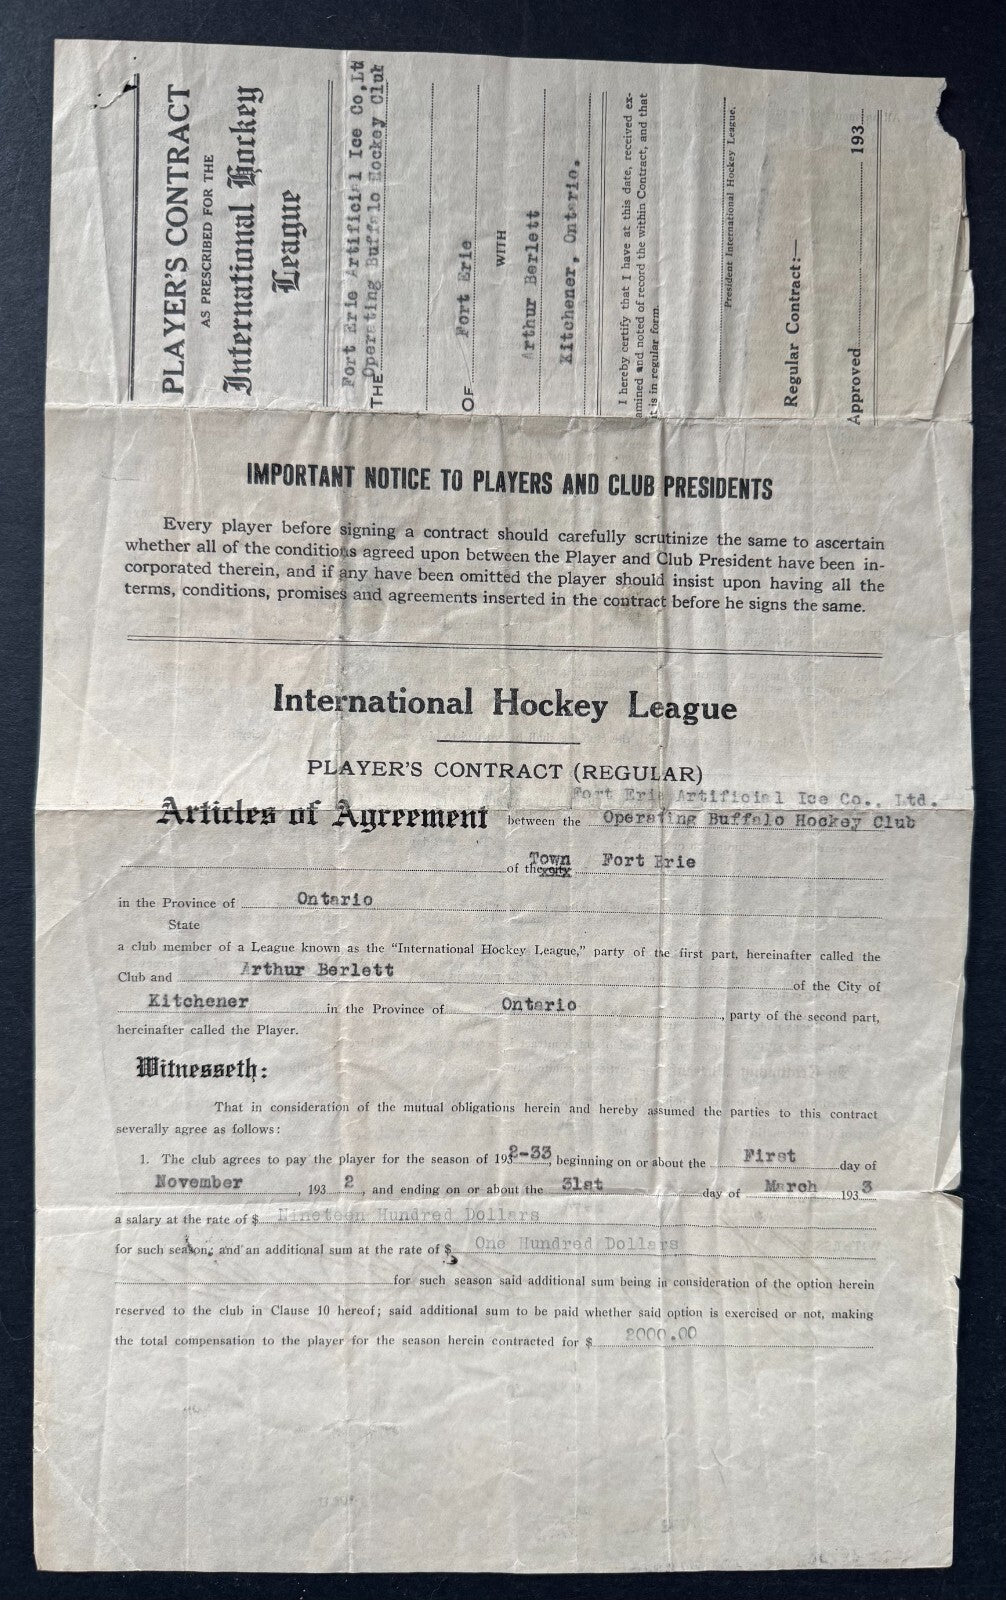 PLAYER'S CONTRACT
AS PRESCRIBED FOR THE
International Hockey
League
Fort Erie Artificial Ice Co.Ltd
THE Operating Buffalo Hockey Club
OF Fort Erie
WITH
Arthur Berlett
Kitchener, Ontario.
I hereby certify that I have at this date, received ex-
amined and noted of record the within Contract, and that
it is in regular form.
President International Hockey League.
Regular Contract:—
Approved 193
IMPORTANT NOTICE TO PLAYERS AND CLUB PRESIDENTS
Every player before signing a contract should carefully scrutinize the same to ascertain
whether all of the conditions agreed upon between the Player and Club President have been in-
corporated therein, and if any have been omitted the player should insist upon having all the
terms, conditions, promises and agreements inserted in the contract before he signs the same.
International Hockey League
PLAYER'S CONTRACT (REGULAR)
Fort Erie Artificial Ice Co., Ltd.
Articles of Agreement between the Operating Buffalo Hockey Club
of the Town city Fort Erie
in the Province of Ontario
State
a club member of a League known as the "International Hockey League," party of the first part, hereinafter called the
Club and Arthur Berlett of the City of
Kitchener in the Province of Ontario, party of the second part,
hereinafter called the Player.
Witnesseth:
That in consideration of the mutual obligations herein and hereby assumed the parties to this contract
severally agree as follows:
1. The club agrees to pay the player for the season of 1932-33, beginning on or about the First day of
November, 193 2, and ending on or about the 31st day of March 193 3
a salary at the rate of $ Nineteen Hundred Dollars
for such season; and an additional sum at the rate of $ One Hundred Dollars
for such season said additional sum being in consideration of the option herein
reserved to the club in Clause 10 hereof; said additional sum to be paid whether said option is exercised or not, making
the total compensation to the player for the season herein contracted for $ 2000.00